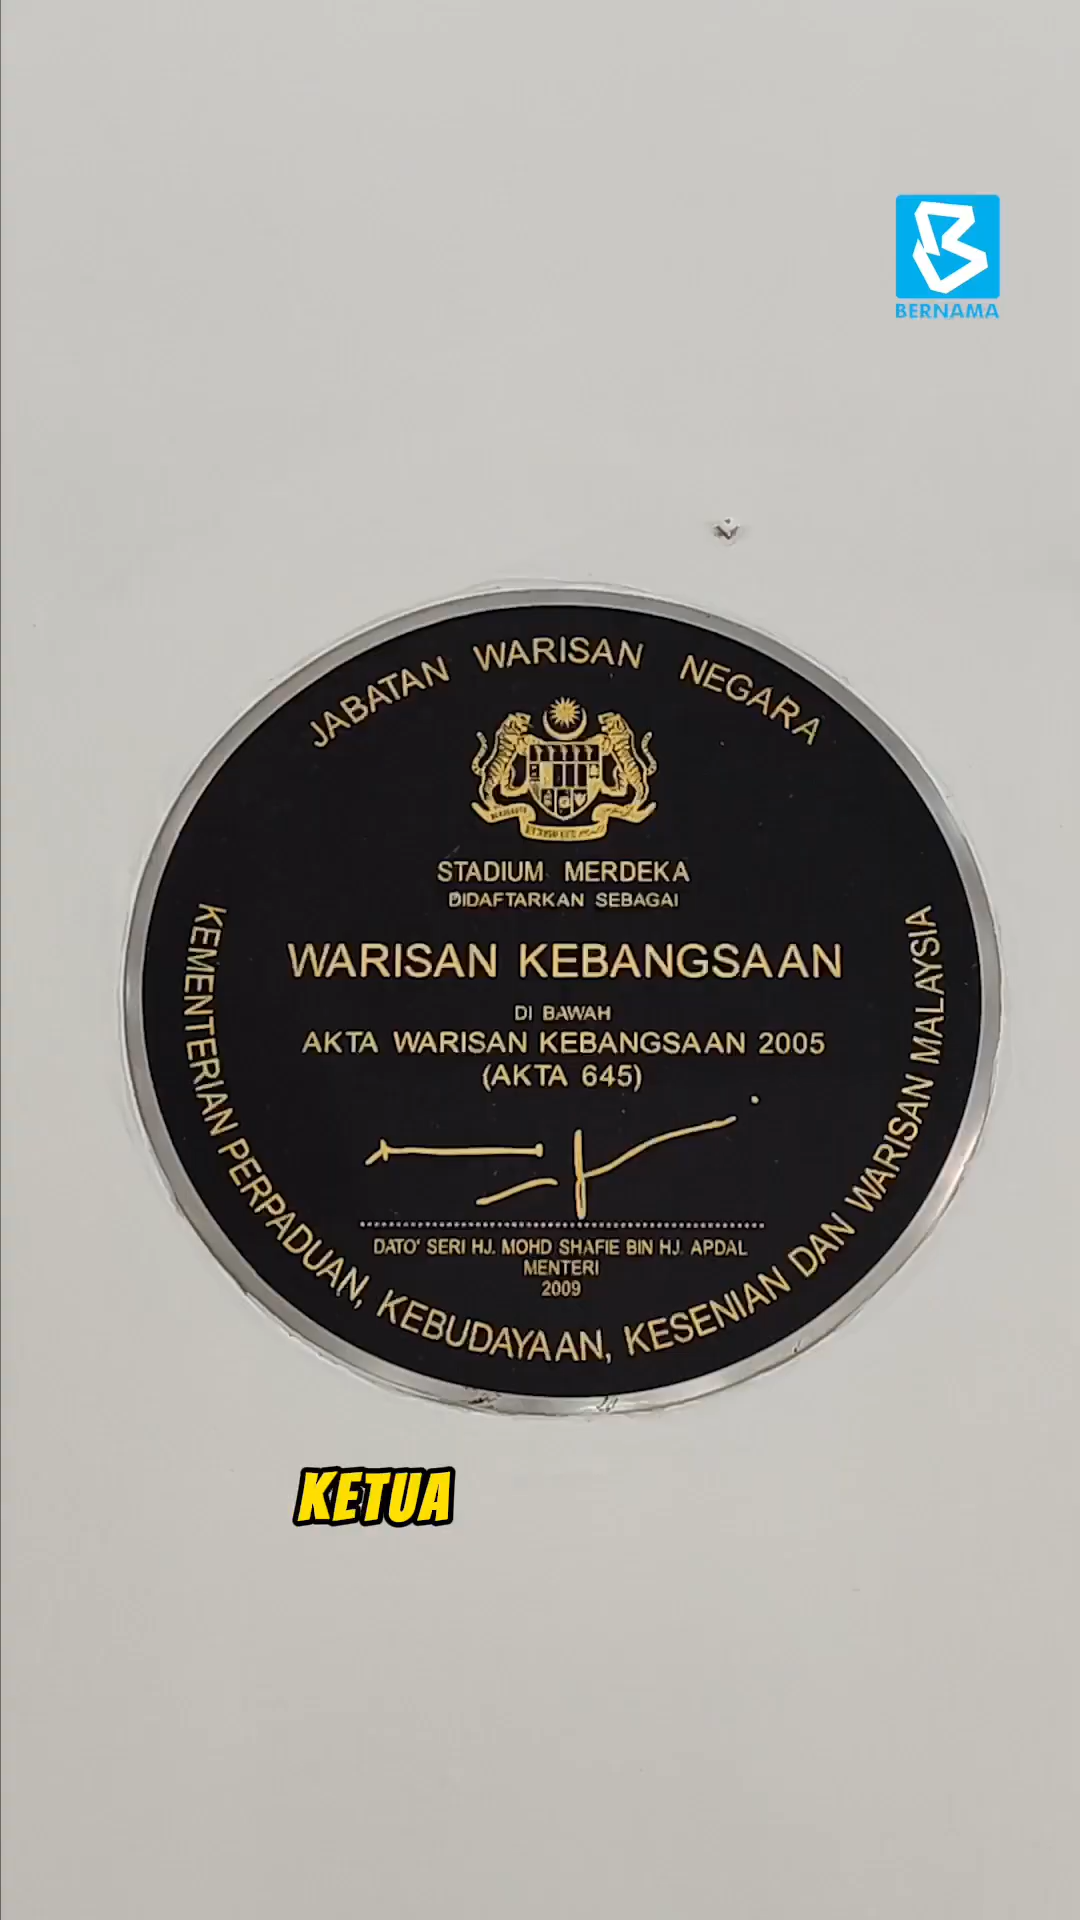 BERNAMA
JABATAN WARISAN NEGARA
STADIUM MERDEKA
DIDAFTARKAN SEBAGAI
WARISAN KEBANGSAAN
DI BAWAH
AKTA WARISAN KEBANGSAAN 2005
(AKTA 645)
DATO' SERI HJ. MOHD SHAFIE BIN HJ. APDAL
MENTERI
2009
KEMENTERIAN PERPADUAN, KEBUDAYAAN, KESENIAN DAN WARISAN MALAYSIA
KETUA